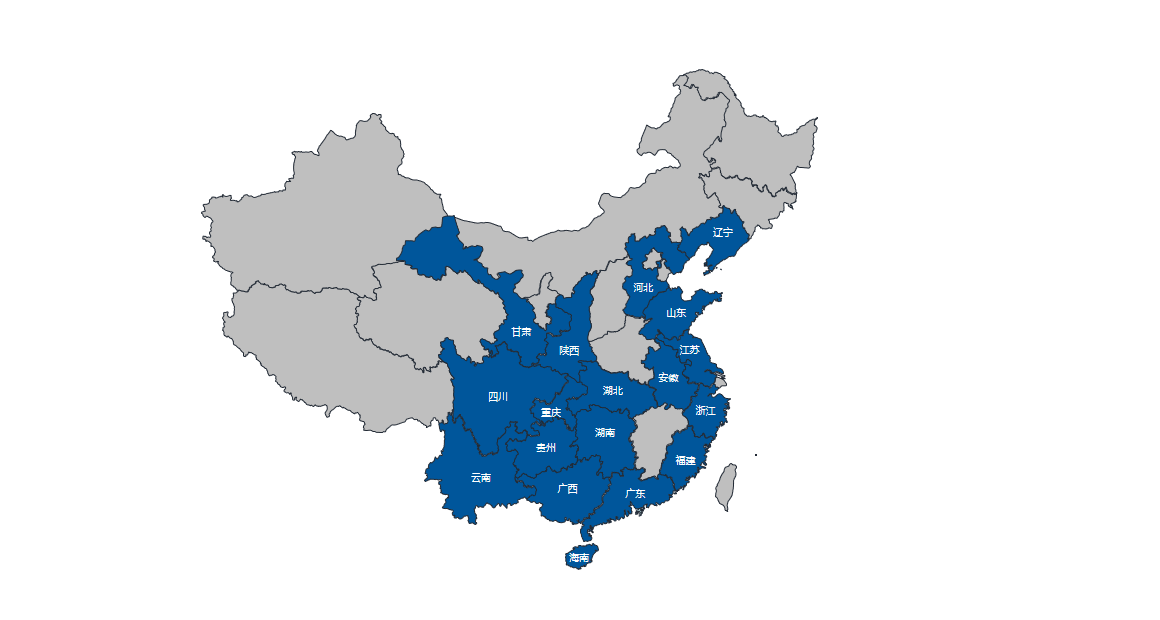 辽宁
河北
山东
甘肃
陕西
江苏
安徽
四川
湖北
重庆
浙江
湖南
贵州
福建
云南
广西
广东
海南